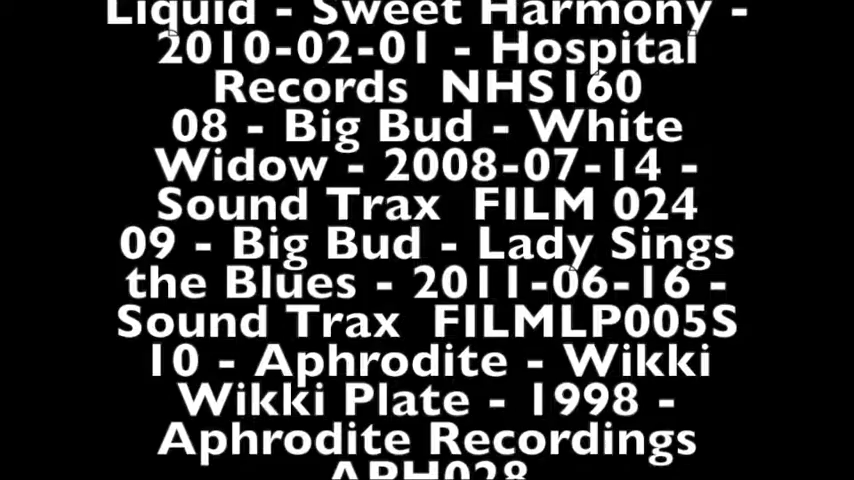 Liquid - Sweet Harmony -
2010-02-01 - Hospital
Records  NHS160
08 - Big Bud - White
Widow - 2008-07-14 -
Sound Trax  FILM 024
09 - Big Bud - Lady Sings
the Blues - 2011-06-16 -
Sound Trax  FILMLP005S
10 - Aphrodite - Wikki
Wikki Plate - 1998 -
Aphrodite Recordings
APH028